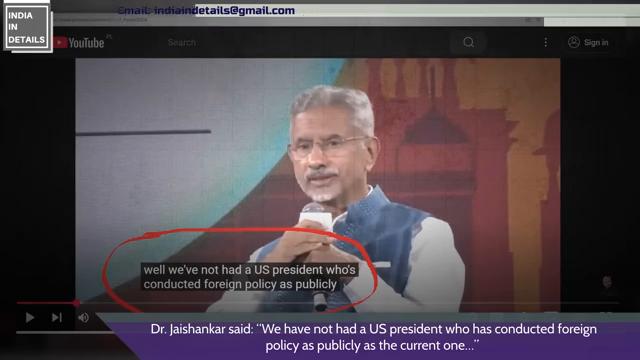 Email: indiaindetails@gmail.com
INDIA
IN
DETAILS
YouTube
Search
Sign in
well we've not had a US president who's
conducted foreign policy as publicly
Dr. Jaishankar said: “We have not had a US president who has conducted foreign
policy as publicly as the current one...”